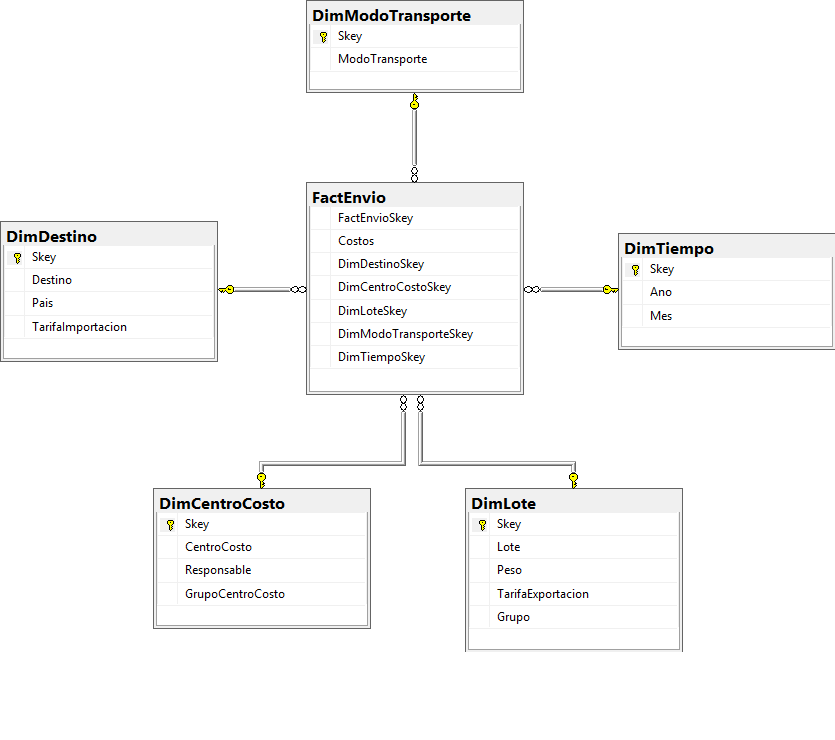 DimModoTransporte
Skey
ModoTransporte
FactEnvio
FactEnvioSkey
Costos
DimDestinoSkey
DimCentroCostoSkey
DimLoteSkey
DimModoTransporteSkey
DimTiempoSkey
DimDestino
Skey
Destino
Pais
TarifaImportacion
DimTiempo
Skey
Ano
Mes
DimCentroCosto
Skey
CentroCosto
Responsable
GrupoCentroCosto
DimLote
Skey
Lote
Peso
TarifaExportacion
Grupo